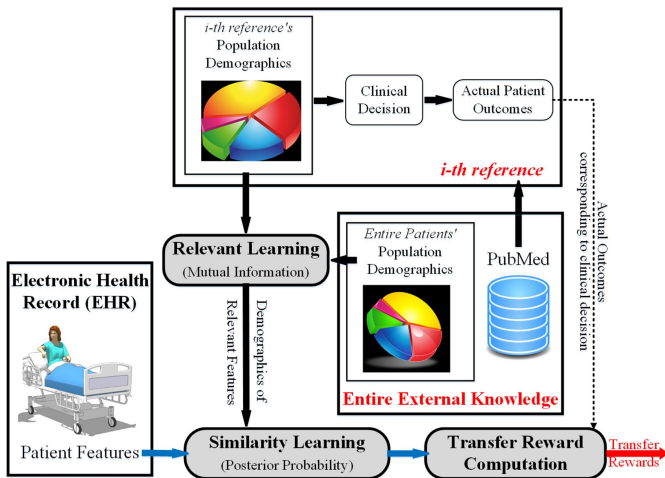 i-th reference's
Population
Demographics
Clinical
Decision
Actual Patient
Outcomes
i-th reference
Actual Outcomes
corresponding to clinical decision
Relevant Learning
(Mutual Information)
Entire Patients'
Population
Demographics
PubMed
Entire External Knowledge
Electronic Health
Record (EHR)
Patient Features
Demographics of
Relevant Features
Similarity Learning
(Posterior Probability)
Transfer Reward
Computation
Transfer
Rewards